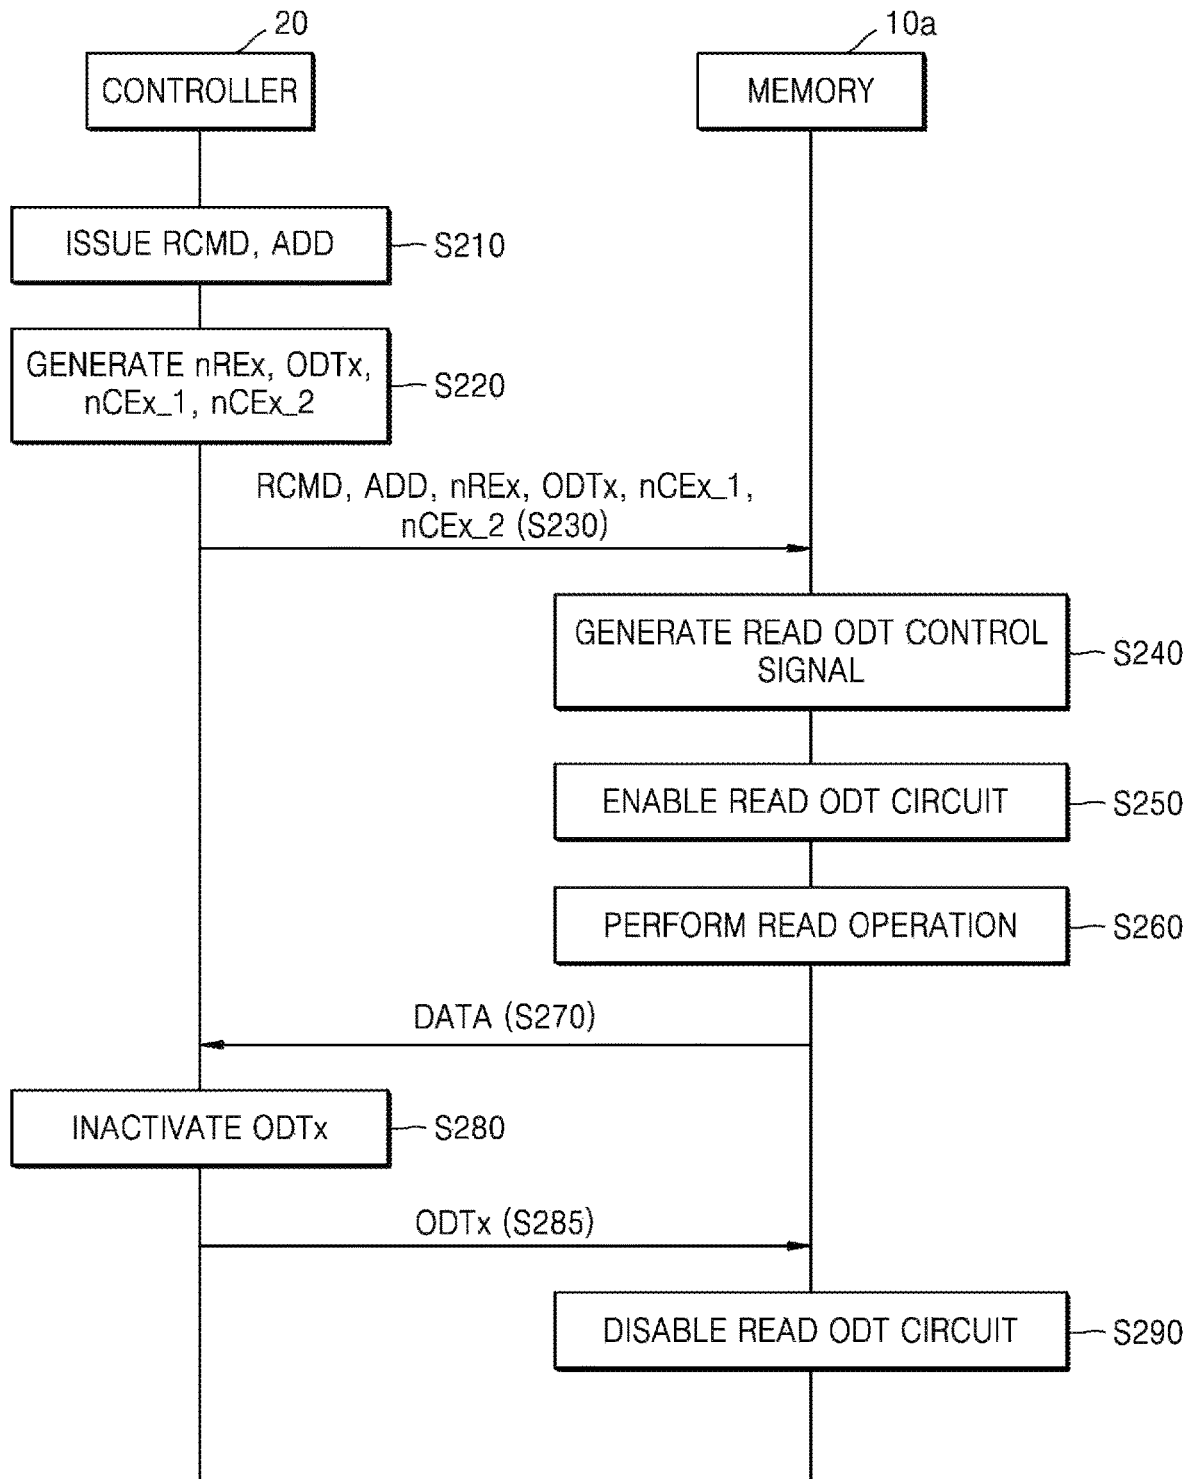 20
10a
CONTROLLER
MEMORY
ISSUE RCMD, ADD
S210
GENERATE nREx, ODTx,
nCEx_1, nCEx_2
S220
RCMD, ADD, nREx, ODTx, nCEx_1,
nCEx_2 (S230)
GENERATE READ ODT CONTROL
SIGNAL
S240
ENABLE READ ODT CIRCUIT
S250
PERFORM READ OPERATION
S260
DATA (S270)
INACTIVATE ODTx
S280
ODTx (S285)
DISABLE READ ODT CIRCUIT
S290